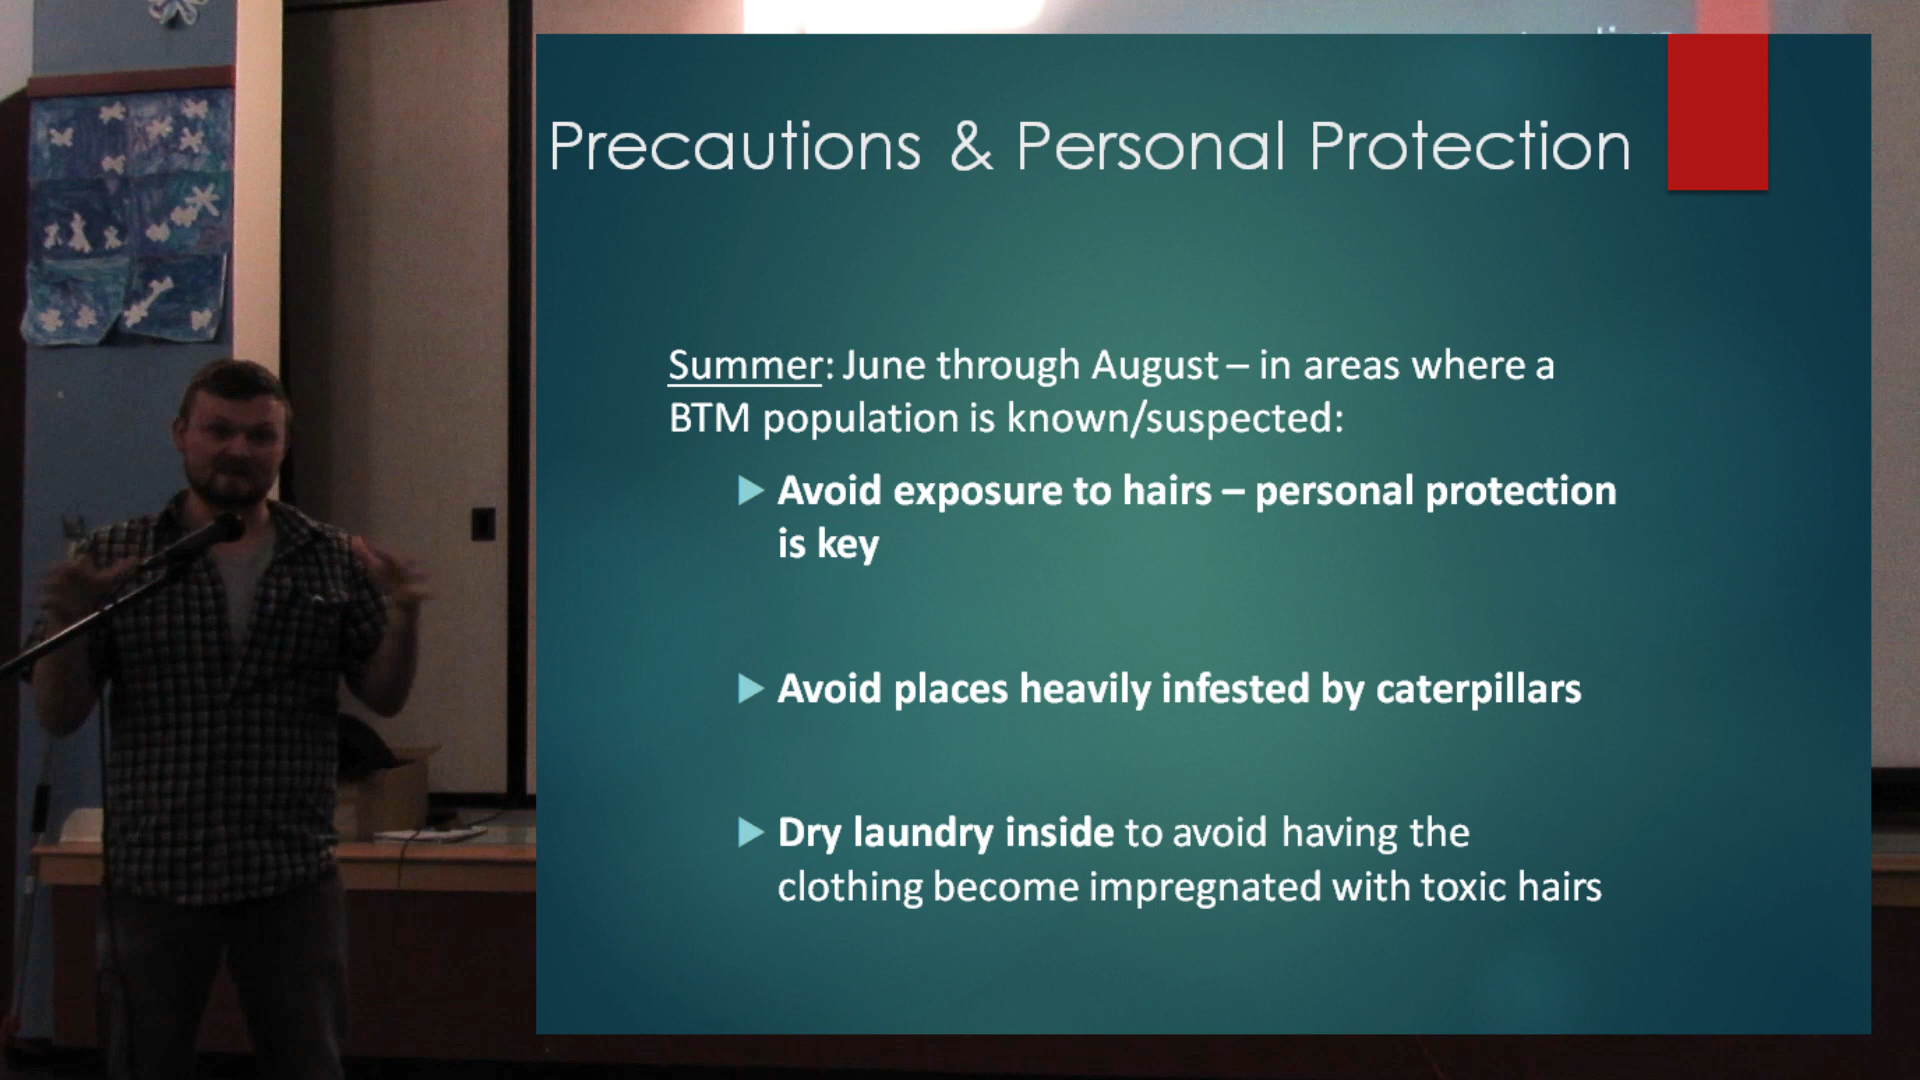 Precautions & Personal Protection
Summer: June through August – in areas where a
BTM population is known/suspected:
Avoid exposure to hairs – personal protection
is key
Avoid places heavily infested by caterpillars
Dry laundry inside to avoid having the
clothing become impregnated with toxic hairs